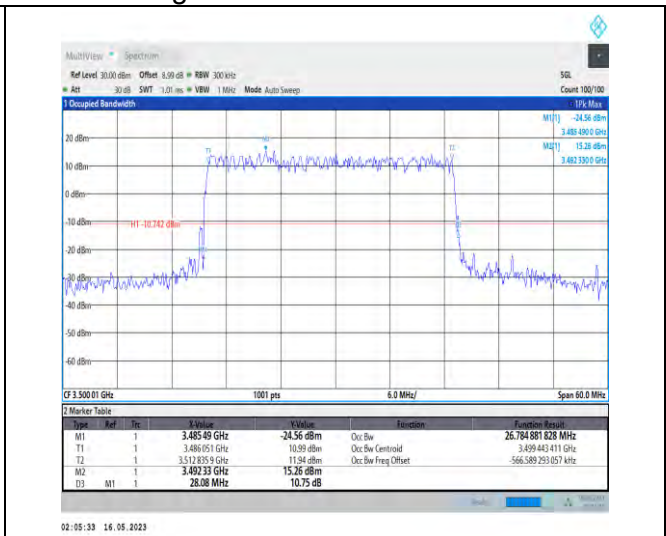 MultiView Spectrum
Ref Level 30.00 dBm Offset 8.99 dB RBW 300 kHz SGL
Att 30 dB SWT 1.01 ms VBW 1 MHz Mode Auto Sweep Count 100/100
1 Occupied Bandwidth 1Pk Max
M1[1] -24.56 dBm
3.485 490 0 GHz
M2[1] 15.26 dBm
3.492 330 0 GHz
20 dBm
T1 M2 T2
10 dBm
0 dBm
-10 dBm
H1 -10.742 dBm
-20 dBm
-30 dBm
-40 dBm
-50 dBm
-60 dBm
CF 3.500 01 GHz 1001 pts 6.0 MHz/ Span 60.0 MHz
2 Marker Table
Type Ref Trc X-Value Y-Value Function Function Result
M1 1 3.485 49 GHz -24.56 dBm Occ Bw 26.784 881 828 MHz
T1 1 3.486 051 GHz 10.99 dBm Occ Bw Centroid 3.499 443 411 GHz
T2 1 3.512 835 9 GHz 11.94 dBm Occ Bw Freq Offset -566.589 293 057 kHz
M2 1 3.492 33 GHz 15.26 dBm
D3 M1 1 28.08 MHz 10.75 dB
02:05:33 16.05.2023